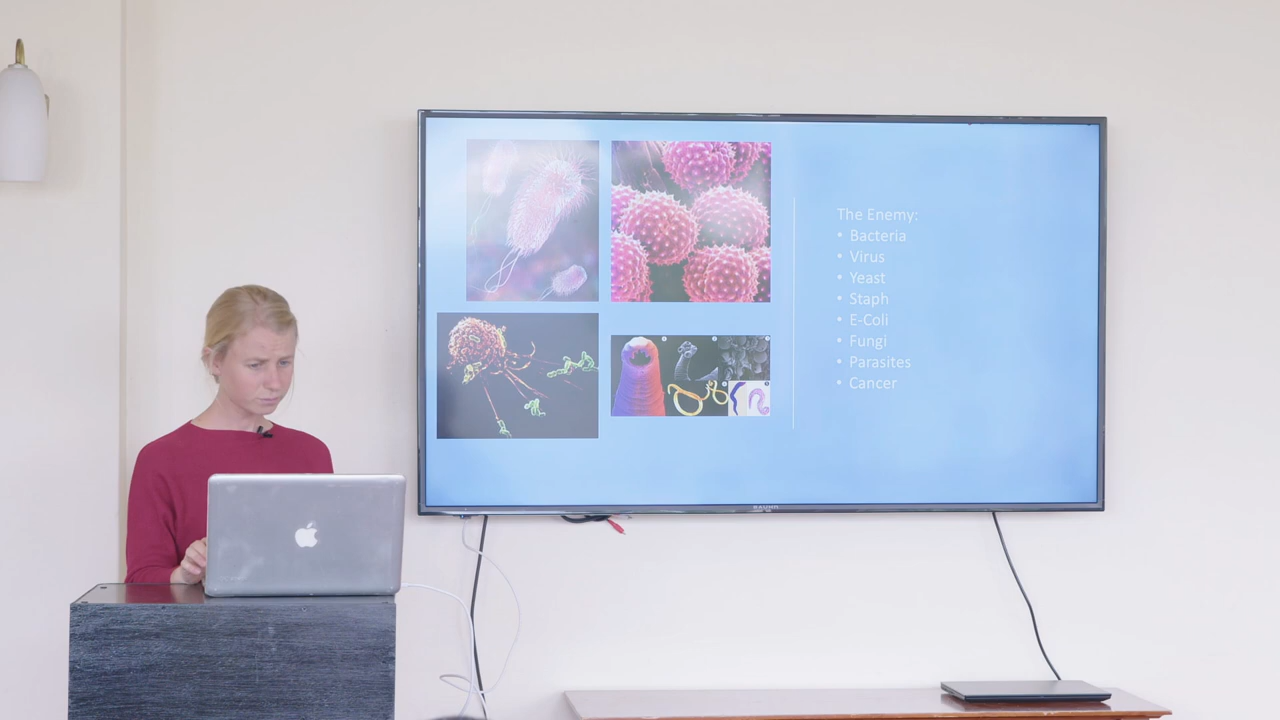 The Enemy:
• Bacteria
• Virus
• Yeast
• Staph
• E-Coli
• Fungi
• Parasites
• Cancer